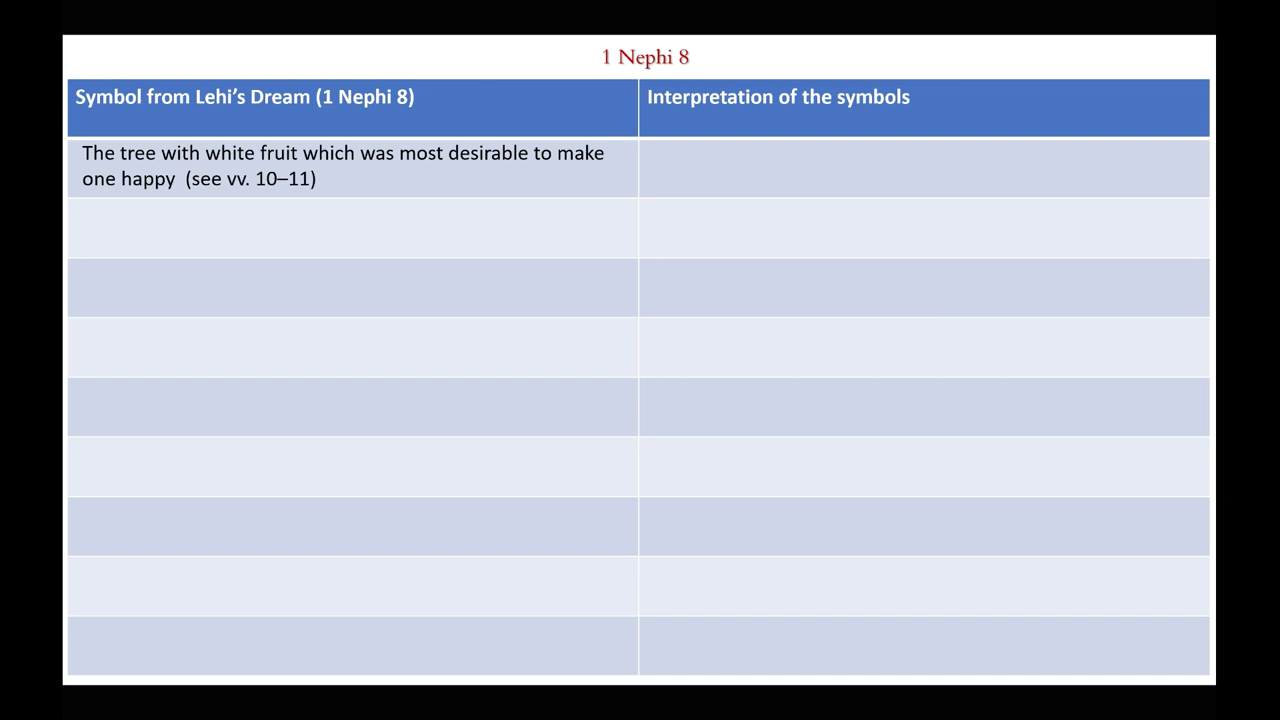 1 Nephi 8
Symbol from Lehi’s Dream (1 Nephi 8)
Interpretation of the symbols
The tree with white fruit which was most desirable to make
one happy  (see vv. 10–11)